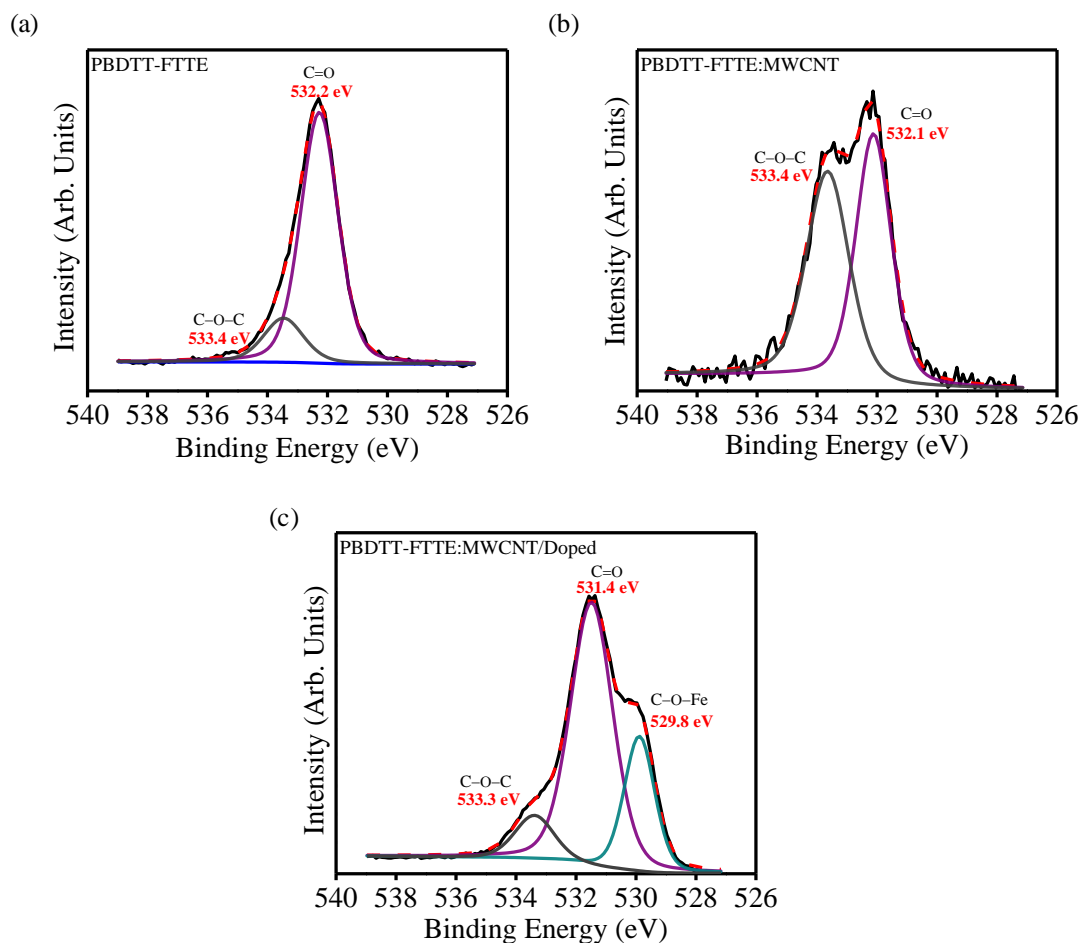 (a)
PBDTT-FTTE
C=O
532.2 eV
C–O–C
533.4 eV
Intensity (Arb. Units)
540 538 536 534 532 530 528 526
Binding Energy (eV)
(b)
PBDTT-FTTE:MWCNT
C=O
532.1 eV
C–O–C
533.4 eV
Intensity (Arb. Units)
540 538 536 534 532 530 528 526
Binding Energy (eV)
(c)
PBDTT-FTTE:MWCNT/Doped
C=O
531.4 eV
C–O–Fe
529.8 eV
C–O–C
533.3 eV
Intensity (Arb. Units)
540 538 536 534 532 530 528 526
Binding Energy (eV)